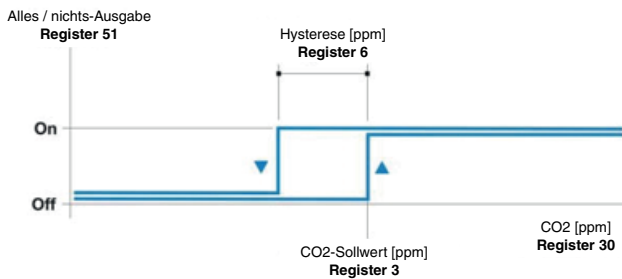 Alles / nichts-Ausgabe
Register 51
Hysterese [ppm]
Register 6
On
Off
CO2 [ppm]
Register 30
CO2-Sollwert [ppm]
Register 3